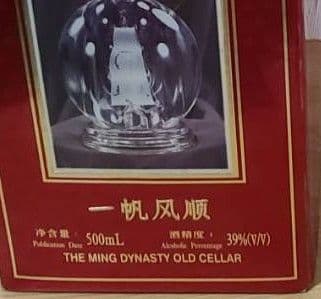 一帆风顺
净含量： 500mL 酒精度： 39%(V/V)
Publication Date Alcoholic Percentage
THE MING DYNASTY OLD CELLAR